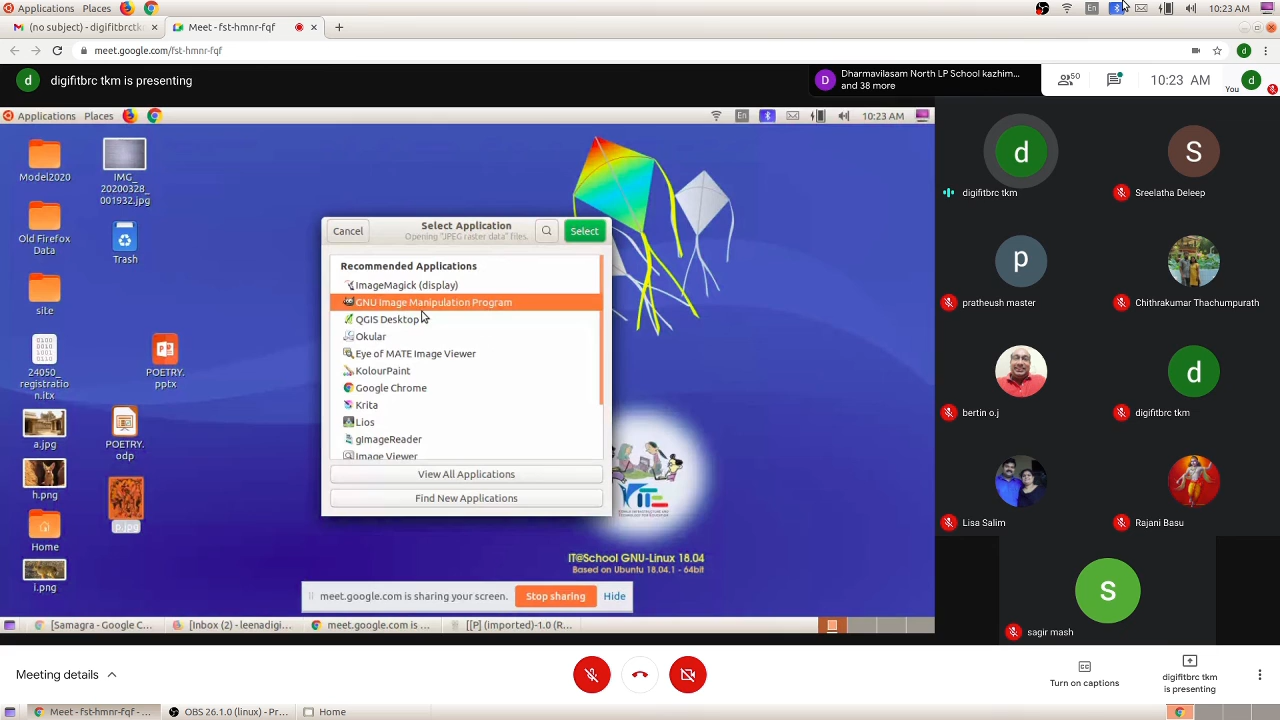 Applications Places
En
10:23 AM
M (no subject) - digifitbrctk
Meet - fst-hmnr-fqf
meet.google.com/fst-hmnr-fqf
d
d
digifitbrc tkm is presenting
D
Dharmavilasam North LP School kazhim...
and 38 more
50
10:23 AM
You
d
Applications Places
En
10:23 AM
Model2020
IMG_
20200328_
001932.jpg
Old Firefox
Data
Trash
site
24050_
registratio
n.itx
POETRY.
pptx
a.jpg
POETRY.
odp
h.png
p.jpg
Home
i.png
Cancel
Select Application
Opening "JPEG raster data" files.
Select
Recommended Applications
ImageMagick (display)
GNU Image Manipulation Program
QGIS Desktop
Okular
Eye of MATE Image Viewer
KolourPaint
Google Chrome
Krita
Lios
gImageReader
Image Viewer
View All Applications
Find New Applications
IT@School GNU-Linux 18.04
Based on Ubuntu 18.04.1 - 64bit
meet.google.com is sharing your screen.
Stop sharing
Hide
[Samagra - Google C...
[Inbox (2) - leenadigi...
meet.google.com is ...
[[P] (imported)-1.0 (R...
d
digifitbrc tkm
S
Sreelatha Deleep
p
pratheush master
Chithrakumar Thachumpurath
bertin o.j
d
digifitbrc tkm
Lisa Salim
Rajani Basu
s
sagir mash
Meeting details
Turn on captions
digifitbrc tkm
is presenting
Meet - fst-hmnr-fqf - ...
OBS 26.1.0 (linux) - Pr...
Home